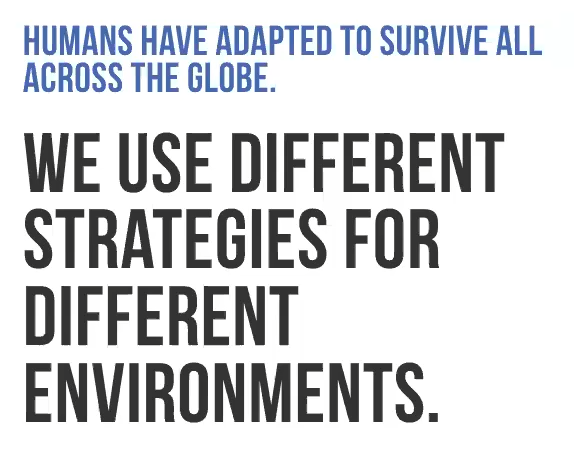 HUMANS HAVE ADAPTED TO SURVIVE ALL
ACROSS THE GLOBE.
WE USE DIFFERENT
STRATEGIES FOR
DIFFERENT
ENVIRONMENTS.